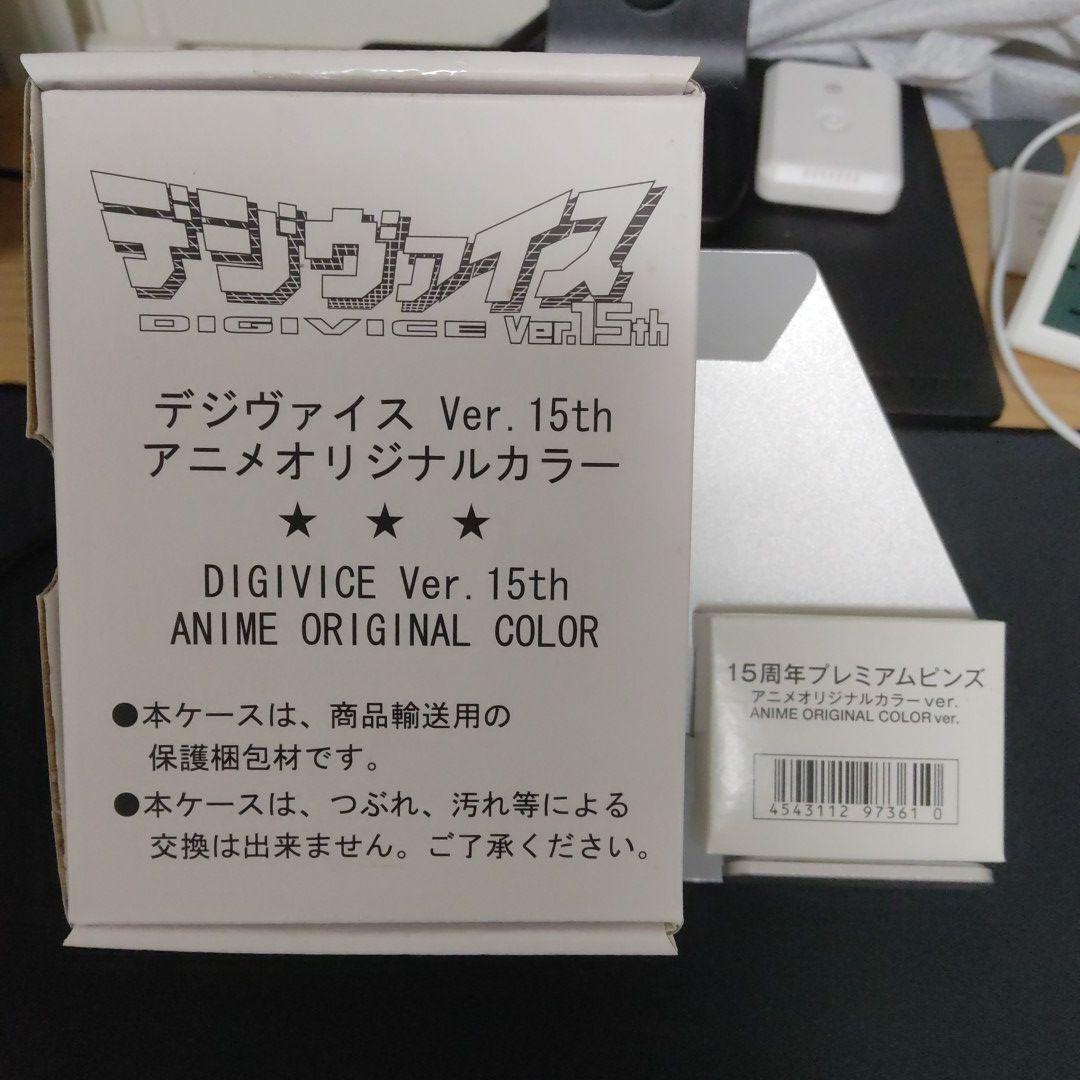 デジヴァイス
DIGIVICE Ver.15th
デジヴァイス Ver.15th
アニメオリジナルカラー
★ ★ ★
DIGIVICE Ver.15th
ANIME ORIGINAL COLOR
●本ケースは、商品輸送用の
保護梱包材です。
●本ケースは、つぶれ、汚れ等による
交換は出来ません。ご了承ください。
15周年プレミアムピンズ
アニメオリジナルカラーver.
ANIME ORIGINAL COLOR ver.
4543112 97361 0